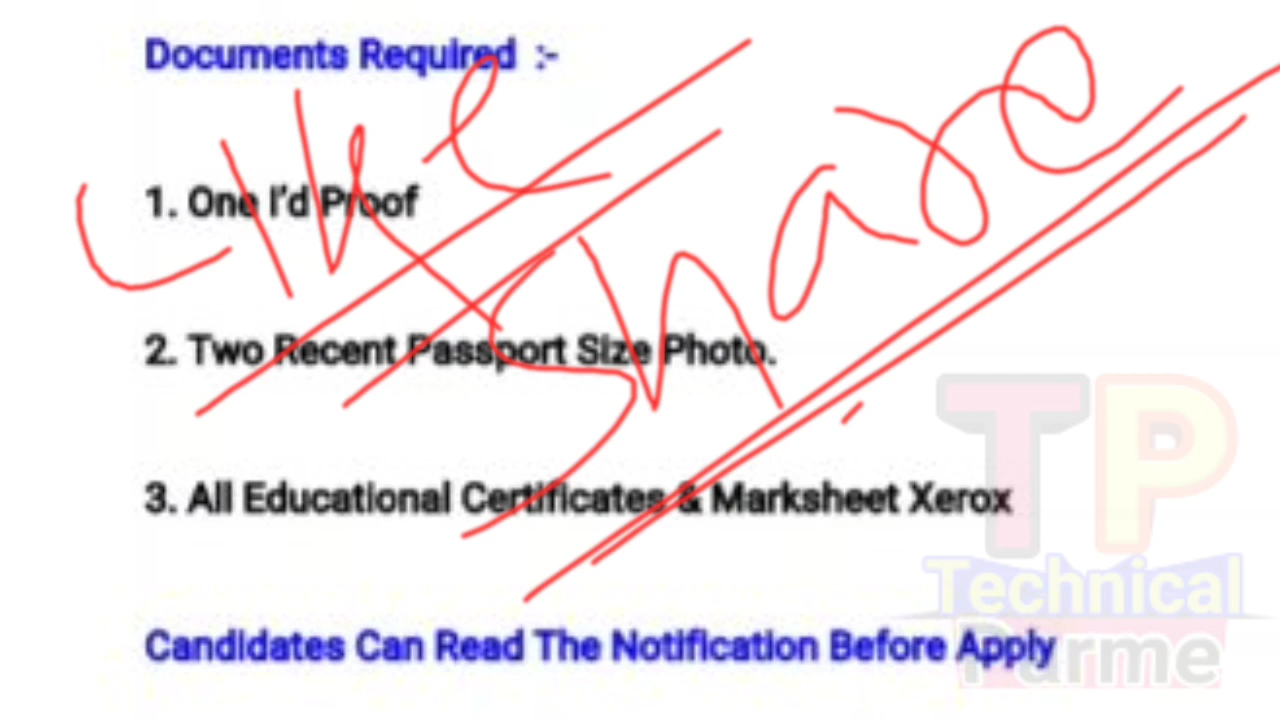 Documents Required :-
Like
1. One I'd Proof
Share
2. Two Recent Passport Size Photo.
3. All Educational Certificates & Marksheet Xerox
TP
Technical
Parme
Candidates Can Read The Notification Before Apply